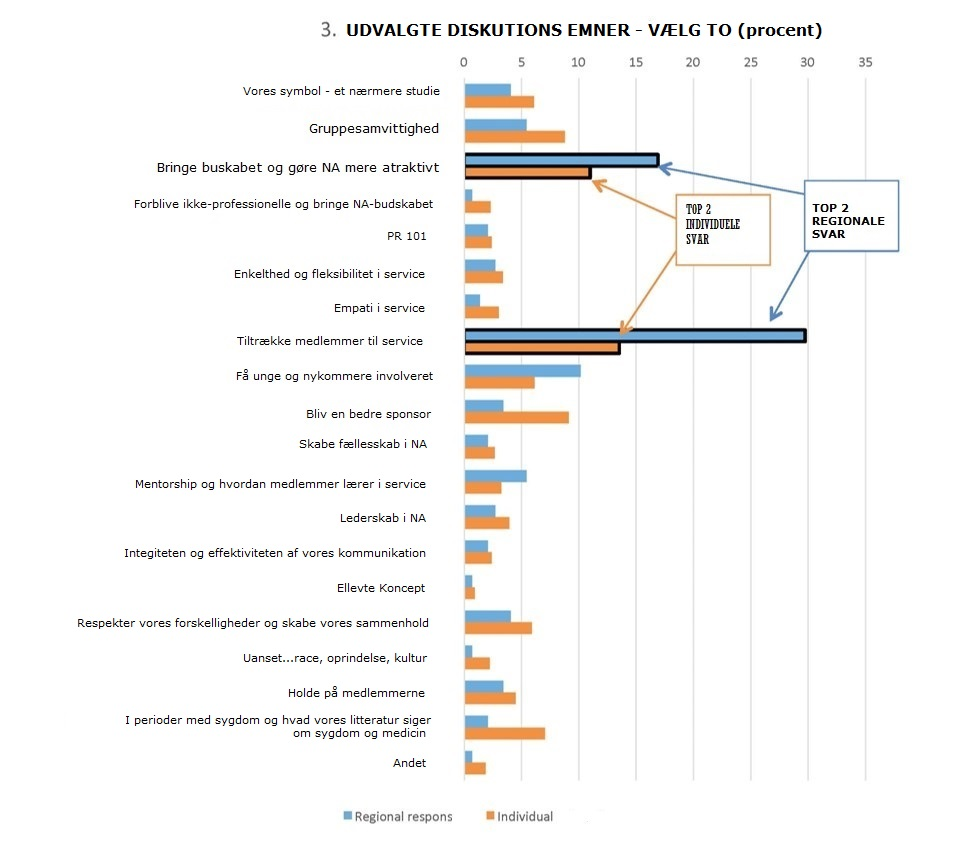 3. UDVALGTE DISKUTIONS EMNER - VÆLG TO (procent)
0 5 10 15 20 25 30 35
Vores symbol - et nærmere studie
Gruppesamvittighed
Bringe buskabet og gøre NA mere atraktivt
Forblive ikke-professionelle og bringe NA-budskabet
PR 101
Enkelthed og fleksibilitet i service
Empati i service
Tiltrække medlemmer til service
Få unge og nykommere involveret
Bliv en bedre sponsor
Skabe fællesskab i NA
Mentorship og hvordan medlemmer lærer i service
Lederskab i NA
Integiteten og effektiviteten af vores kommunikation
Ellevte Koncept
Respekter vores forskelligheder og skabe vores sammenhold
Uanset...race, oprindelse, kultur
Holde på medlemmerne
I perioder med sygdom og hvad vores litteratur siger
om sygdom og medicin
Andet
TOP 2
INDIVIDUELE
SVAR
TOP 2
REGIONALE
SVAR
Regional respons
Individual